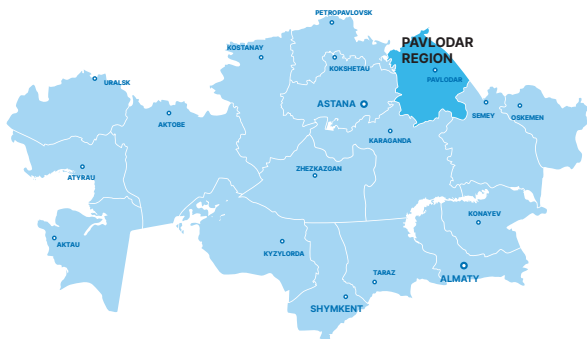 PETROPAVLOVSK
PAVLODAR
REGION
KOSTANAY
KOKSHETAU
PAVLODAR
URALSK
ASTANA
SEMEY
OSKEMEN
AKTOBE
KARAGANDA
ATYRAU
ZHEZKAZGAN
KONAYEV
AKTAU
KYZYLORDA
TARAZ
ALMATY
SHYMKENT